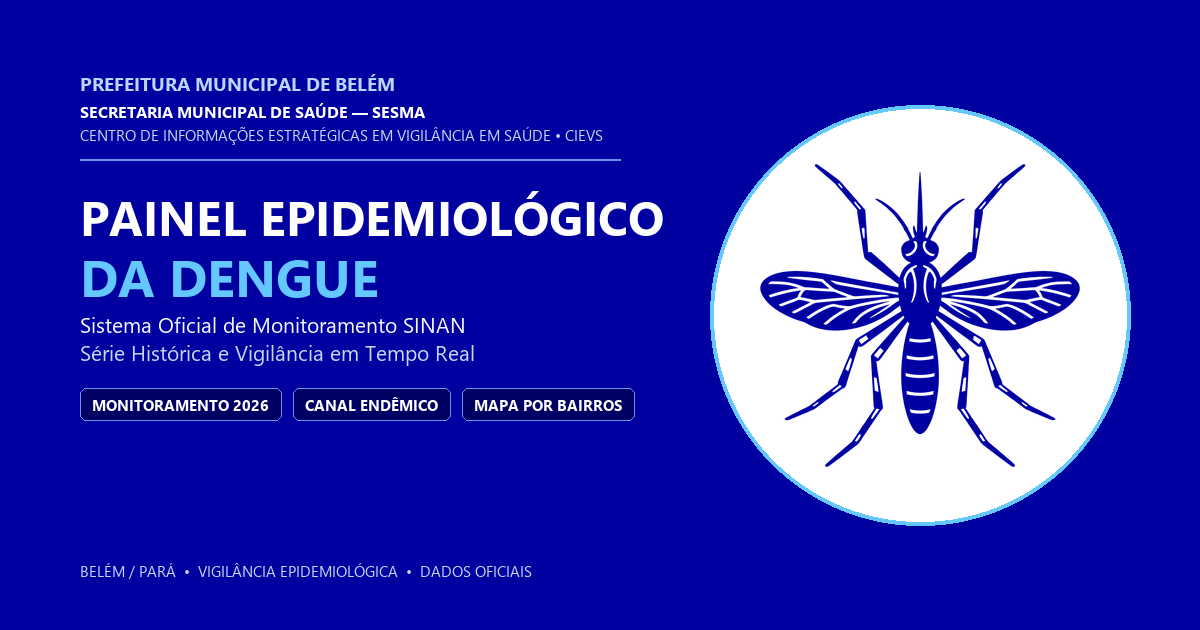 PREFEITURA MUNICIPAL DE BELÉM
SECRETARIA MUNICIPAL DE SAÚDE — SESMA
CENTRO DE INFORMAÇÕES ESTRATÉGICAS EM VIGILÂNCIA EM SAÚDE • CIEVS
PAINEL EPIDEMIOLÓGICO
DA DENGUE
Sistema Oficial de Monitoramento SINAN
Série Histórica e Vigilância em Tempo Real
MONITORAMENTO 2026 CANAL ENDÊMICO MAPA POR BAIRROS
BELÉM / PARÁ • VIGILÂNCIA EPIDEMIOLÓGICA • DADOS OFICIAIS